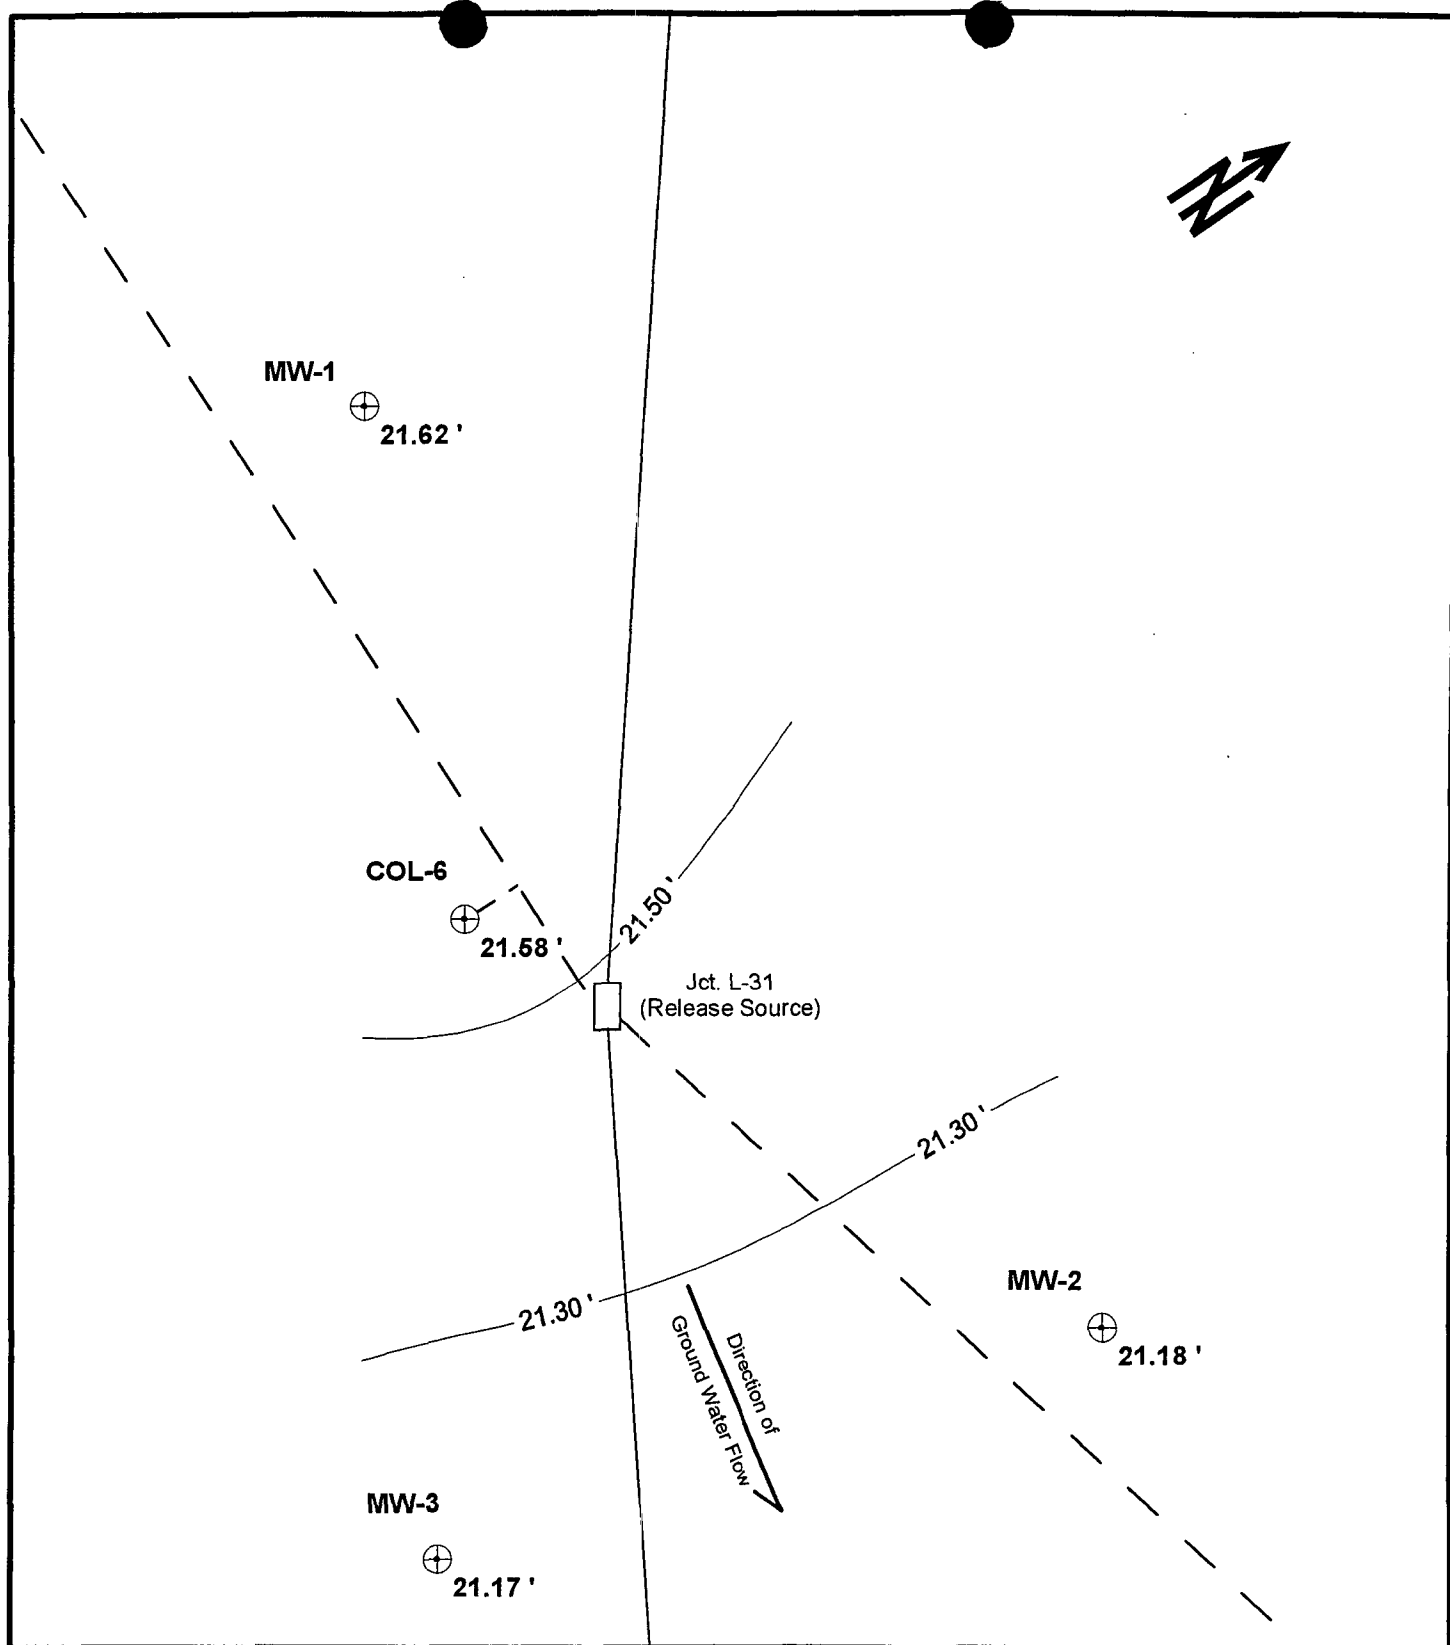 N
MW-1
21.62 '
COL-6
21.58 '
21.50 '
Jct. L-31
(Release Source)
21.30 '
21.30 '
MW-2
21.18 '
Direction of
Ground Water Flow
MW-3
21.17 '